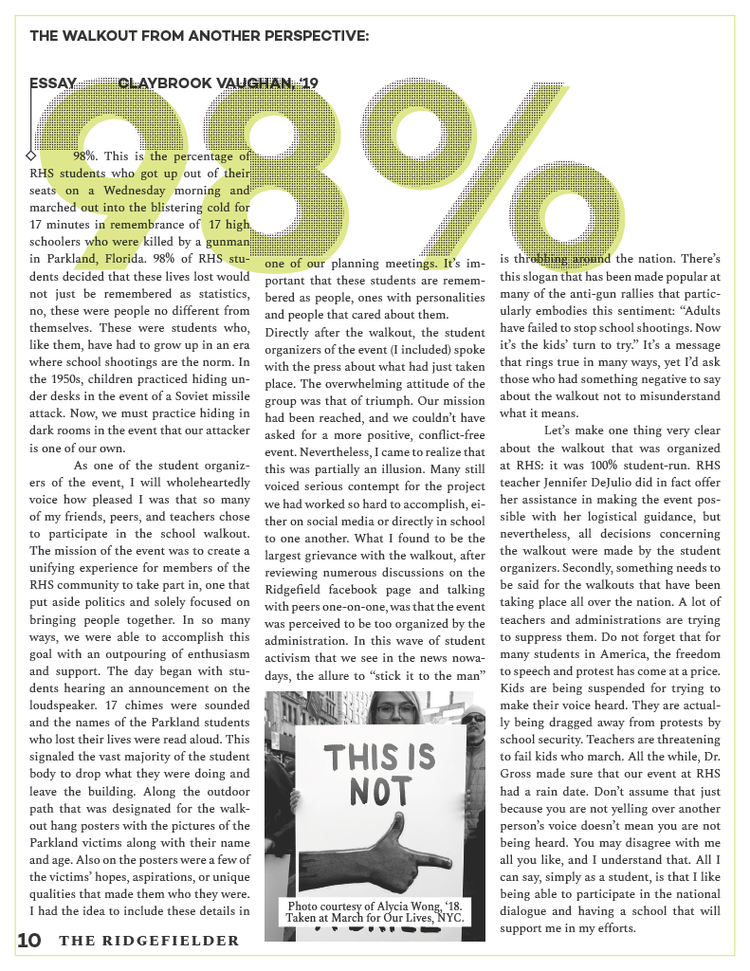 THE WALKOUT FROM ANOTHER PERSPECTIVE:
ESSAY CLAYBROOK VAUGHAN, ‘19
98%
98%. This is the percentage of
RHS students who got up out of their
seats on a Wednesday morning and
marched out into the blistering cold for
17 minutes in remembrance of 17 high
schoolers who were killed by a gunman
in Parkland, Florida. 98% of RHS stu-
dents decided that these lives lost would
not just be remembered as statistics,
no, these were people no different from
themselves. These were students who,
like them, have had to grow up in an era
where school shootings are the norm. In
the 1950s, children practiced hiding un-
der desks in the event of a Soviet missile
attack. Now, we must practice hiding in
dark rooms in the event that our attacker
is one of our own.
As one of the student organiz-
ers of the event, I will wholeheartedly
voice how pleased I was that so many
of my friends, peers, and teachers chose
to participate in the school walkout.
The mission of the event was to create a
unifying experience for members of the
RHS community to take part in, one that
put aside politics and solely focused on
bringing people together. In so many
ways, we were able to accomplish this
goal with an outpouring of enthusiasm
and support. The day began with stu-
dents hearing an announcement on the
loudspeaker. 17 chimes were sounded
and the names of the Parkland students
who lost their lives were read aloud. This
signaled the vast majority of the student
body to drop what they were doing and
leave the building. Along the outdoor
path that was designated for the walk-
out hang posters with the pictures of the
Parkland victims along with their name
and age. Also on the posters were a few of
the victims’ hopes, aspirations, or unique
qualities that made them who they were.
I had the idea to include these details in
one of our planning meetings. It’s im-
portant that these students are remem-
bered as people, ones with personalities
and people that cared about them.
Directly after the walkout, the student
organizers of the event (I included) spoke
with the press about what had just taken
place. The overwhelming attitude of the
group was that of triumph. Our mission
had been reached, and we couldn’t have
asked for a more positive, conflict-free
event. Nevertheless, I came to realize that
this was partially an illusion. Many still
voiced serious contempt for the project
we had worked so hard to accomplish, ei-
ther on social media or directly in school
to one another. What I found to be the
largest grievance with the walkout, after
reviewing numerous discussions on the
Ridgefield facebook page and talking
with peers one-on-one, was that the event
was perceived to be too organized by the
administration. In this wave of student
activism that we see in the news nowa-
days, the allure to “stick it to the man”
THIS IS
NOT
Photo courtesy of Alycia Wong, ‘18.
Taken at March for Our Lives, NYC.
is throbbing around the nation. There’s
this slogan that has been made popular at
many of the anti-gun rallies that partic-
ularly embodies this sentiment: “Adults
have failed to stop school shootings. Now
it’s the kids’ turn to try.” It’s a message
that rings true in many ways, yet I’d ask
those who had something negative to say
about the walkout not to misunderstand
what it means.
Let’s make one thing very clear
about the walkout that was organized
at RHS: it was 100% student-run. RHS
teacher Jennifer DeJulio did in fact offer
her assistance in making the event pos-
sible with her logistical guidance, but
nevertheless, all decisions concerning
the walkout were made by the student
organizers. Secondly, something needs to
be said for the walkouts that have been
taking place all over the nation. A lot of
teachers and administrations are trying
to suppress them. Do not forget that for
many students in America, the freedom
to speech and protest has come at a price.
Kids are being suspended for trying to
make their voice heard. They are actual-
ly being dragged away from protests by
school security. Teachers are threatening
to fail kids who march. All the while, Dr.
Gross made sure that our event at RHS
had a rain date. Don’t assume that just
because you are not yelling over another
person’s voice doesn’t mean you are not
being heard. You may disagree with me
all you like, and I understand that. All I
can say, simply as a student, is that I like
being able to participate in the national
dialogue and having a school that will
support me in my efforts.
10 THE RIDGEFIELDER